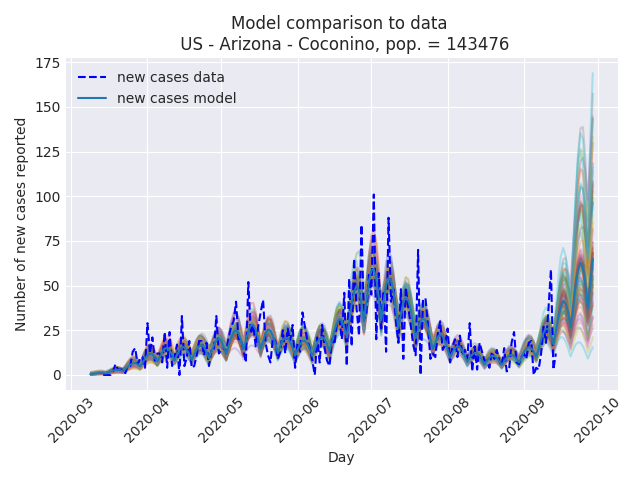 Model comparison to data
US - Arizona - Coconino, pop. = 143476
new cases data
new cases model
Number of new cases reported
175
150
125
100
75
50
25
0
2020-03
2020-04
2020-05
2020-06
2020-07
2020-08
2020-09
2020-10
Day